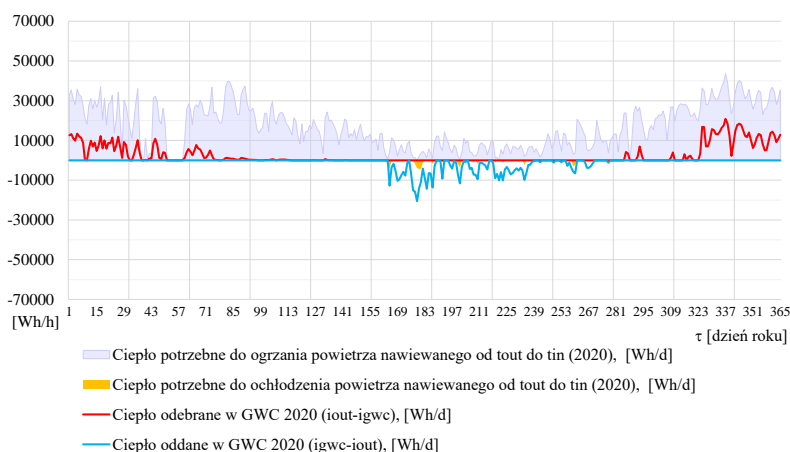 70000
50000
30000
10000
-10000
-30000
-50000
-70000
1 15 29 43 57 71 85 99 113 127 141 155 169 183 197 211 225 239 253 267 281 295 309 323 337 351 365
[Wh/h]
τ [dzień roku]
Ciepło potrzebne do ogrzania powietrza nawiewanego od tout do tin (2020), [Wh/d]
Ciepło potrzebne do ochłodzenia powietrza nawiewanego od tout do tin (2020), [Wh/d]
Ciepło odebrane w GWC 2020 (iout-igwc), [Wh/d]
Ciepło oddane w GWC 2020 (igwc-iout), [Wh/d]